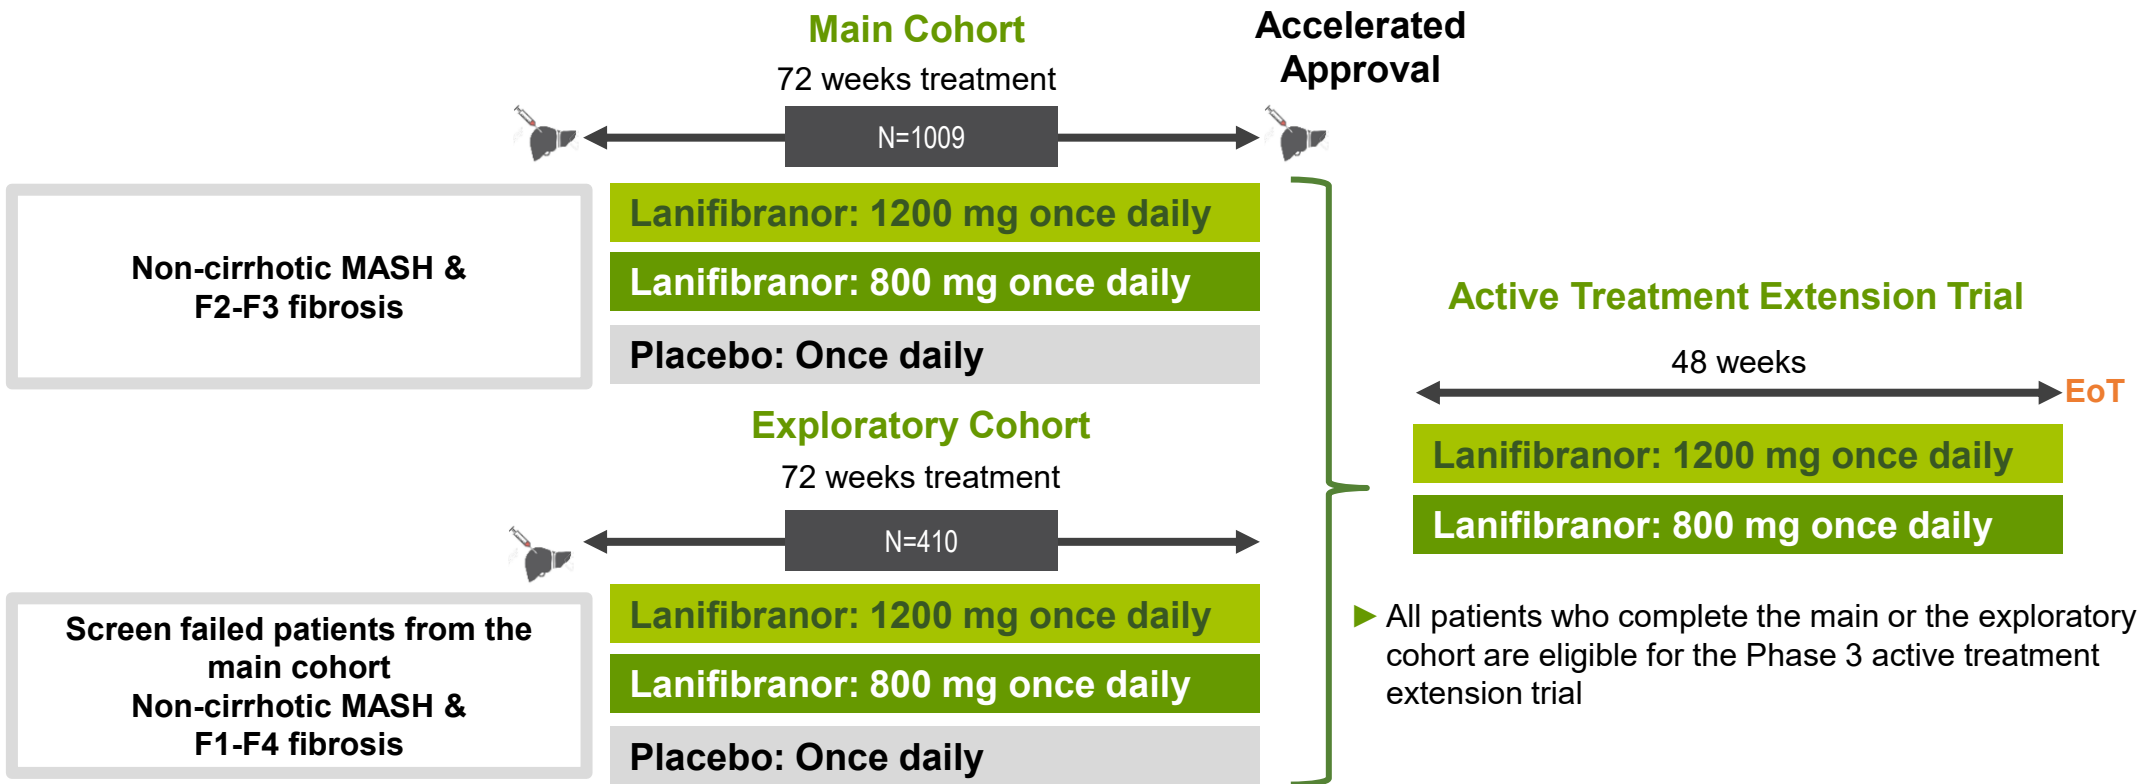 Main Cohort
72 weeks treatment
N=1009
Accelerated
Approval
Non-cirrhotic MASH &
F2-F3 fibrosis
Lanifibranor: 1200 mg once daily
Lanifibranor: 800 mg once daily
Placebo: Once daily
Exploratory Cohort
72 weeks treatment
N=410
Screen failed patients from the
main cohort
Non-cirrhotic MASH &
F1-F4 fibrosis
Lanifibranor: 1200 mg once daily
Lanifibranor: 800 mg once daily
Placebo: Once daily
Active Treatment Extension Trial
48 weeks
EoT
Lanifibranor: 1200 mg once daily
Lanifibranor: 800 mg once daily
All patients who complete the main or the exploratory
cohort are eligible for the Phase 3 active treatment
extension trial